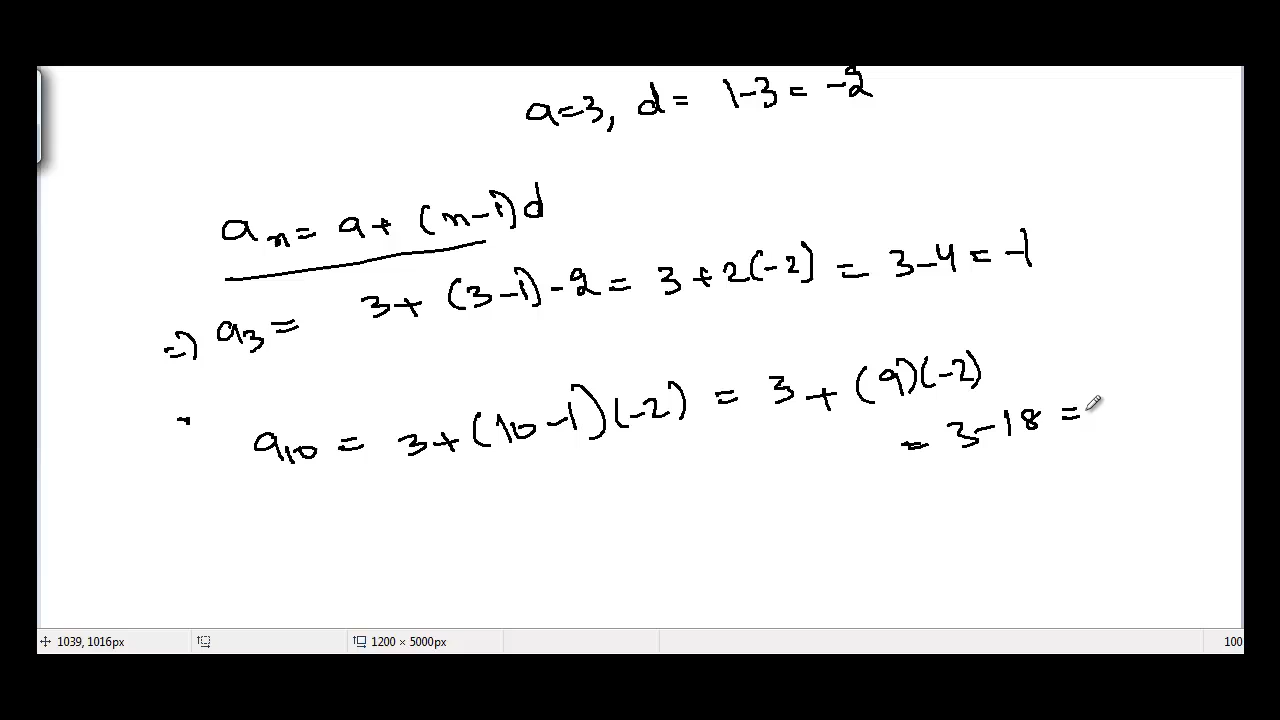 a=3, d= 1-3 = -2
an= a+ (n-1)d
=) a3 = 3+ (3-1)-2 = 3+2(-2) = 3-4 = -1
a10 = 3+(10-1)(-2) = 3+(9)(-2)
= 3-18 =
1039, 1016px 1200 × 5000px 100